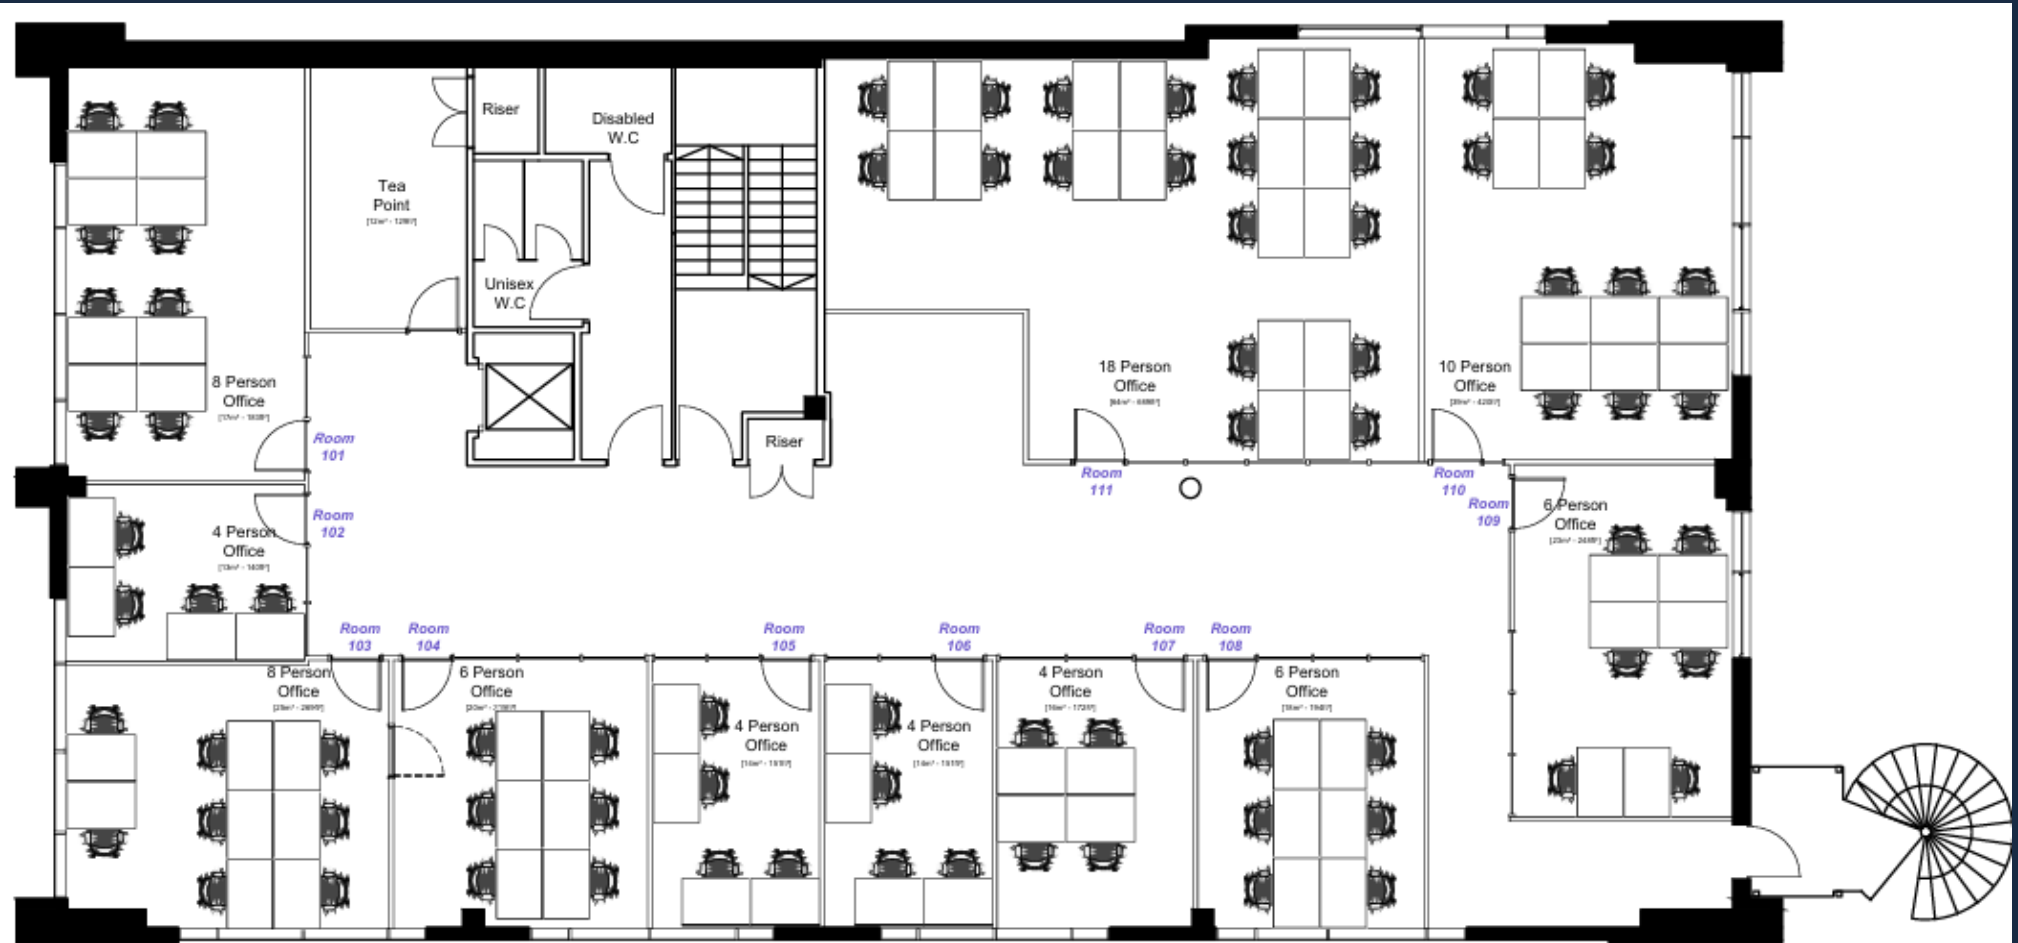 Riser
Disabled
W.C
Tea
Point
[12m² - 129ft²]
Unisex
W.C
8 Person
Office
Room
101
Riser
18 Person
Office
10 Person
Office
Room
111
Room
110
Room
109
6 Person
Office
4 Person
Office
Room
102
Room
103
Room
104
Room
105
Room
106
Room
107
Room
108
8 Person
Office
6 Person
Office
4 Person
Office
4 Person
Office
4 Person
Office
6 Person
Office